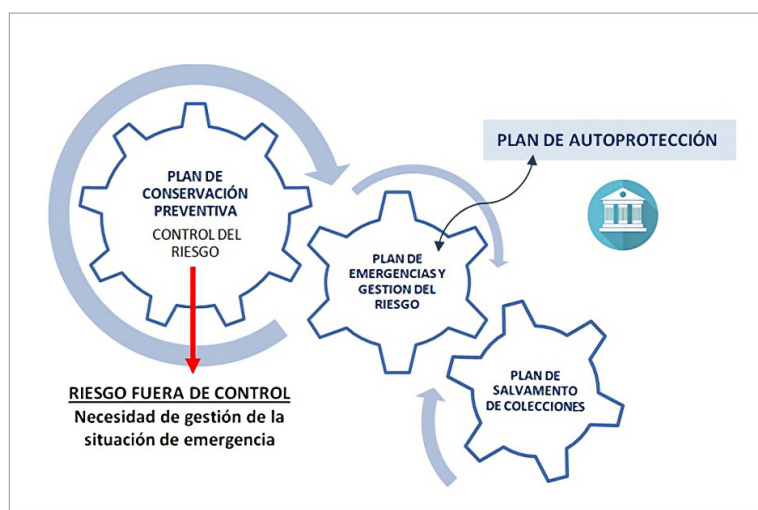 PLAN DE
CONSERVACIÓN
PREVENTIVA
CONTROL DEL
RIESGO
PLAN DE AUTOPROTECCIÓN
PLAN DE
EMERGENCIAS Y
GESTION DEL
RIESGO
PLAN DE
SALVAMENTO
DE COLECCIONES
RIESGO FUERA DE CONTROL
Necesidad de gestión de la
situación de emergencia